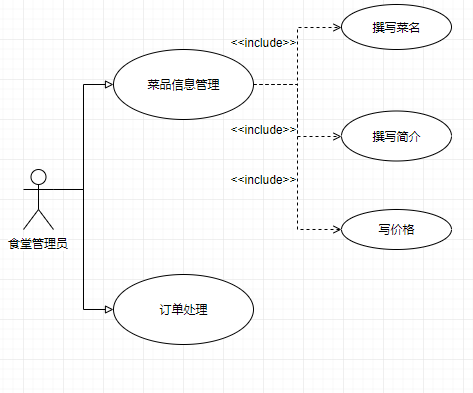 撰写菜名
<<include>>
菜品信息管理
<<include>>
撰写简介
<<include>>
写价格
食堂管理员
订单处理